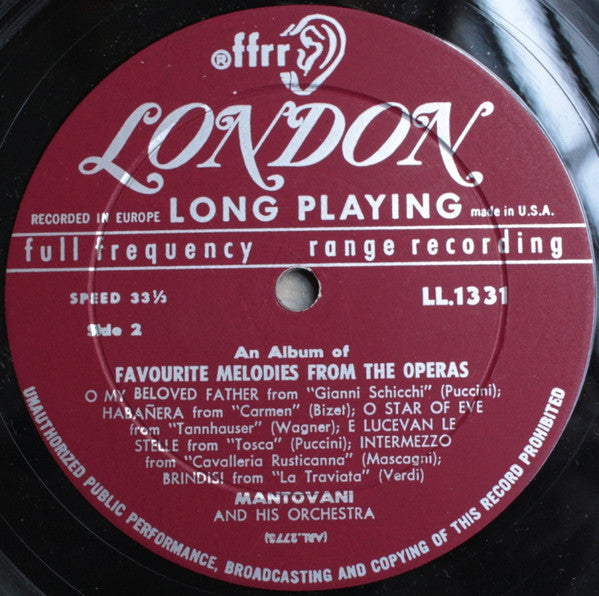 ®ffrr
LONDON
RECORDED IN EUROPE LONG PLAYING made in U.S.A.
full frequency range recording
SPEED 33⅓
LL.1331
Side 2
An Album of
FAVOURITE MELODIES FROM THE OPERAS
O MY BELOVED FATHER from "Gianni Schicchi" (Puccini);
HABAÑERA from "Carmen" (Bizet); O STAR OF EVE
from "Tannhauser" (Wagner); E LUCEVAN LE
STELLE from "Tosca" (Puccini); INTERMEZZO
from "Cavalleria Rusticanna" (Mascagni);
BRINDISI from "La Traviata" (Verdi)
MANTOVANI
AND HIS ORCHESTRA
(ARL.2773)
UNAUTHORIZED PUBLIC PERFORMANCE, BROADCASTING AND COPYING OF THIS RECORD PROHIBITED